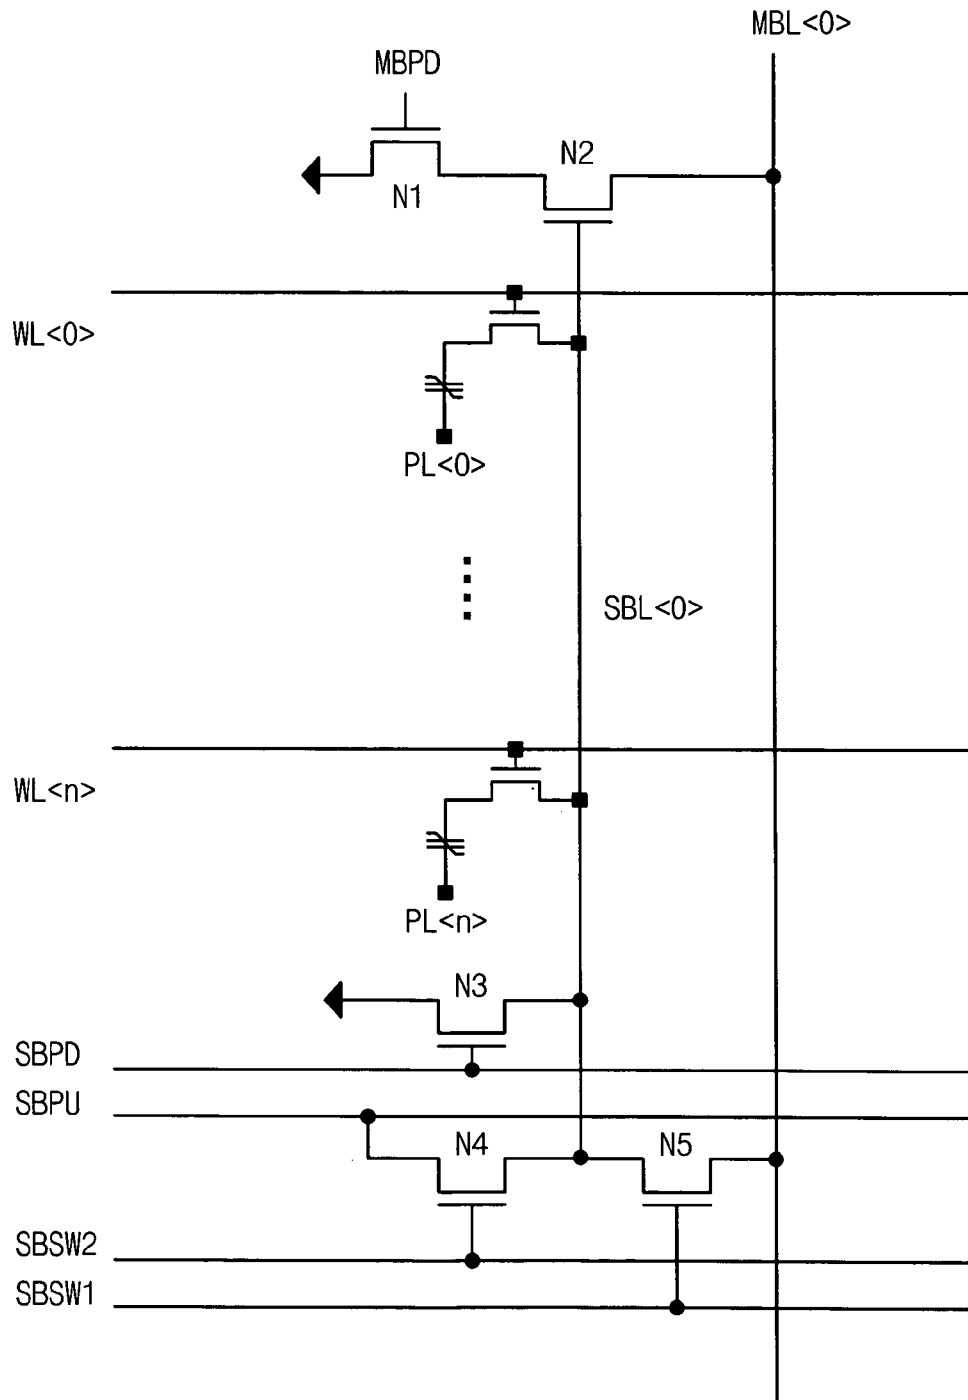 MBL<0>
MBPD
N2
N1
WL<0>
PL<0>
SBL<0>
WL<n>
PL<n>
N3
SBPD
SBPU
N4
N5
SBSW2
SBSW1